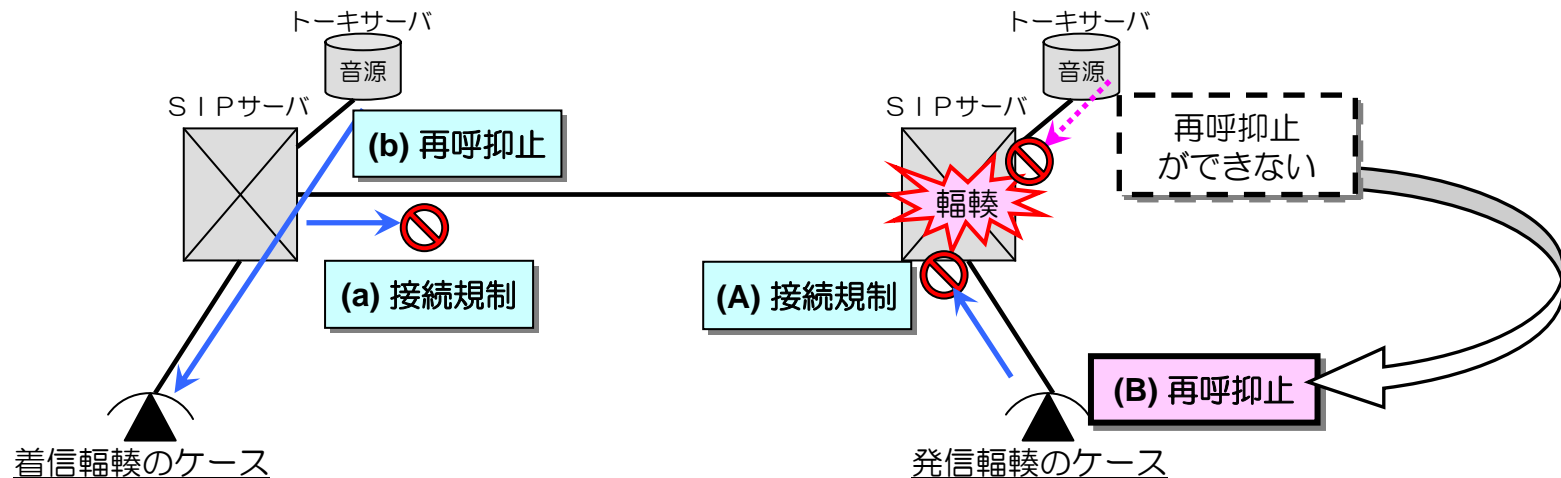 トーキサーバ
音源
ＳＩＰサーバ
(b) 再呼抑止
(a) 接続規制
着信輻輳のケース
トーキサーバ
音源
ＳＩＰサーバ
再呼抑止
ができない
輻輳
(A) 接続規制
(B) 再呼抑止
発信輻輳のケース